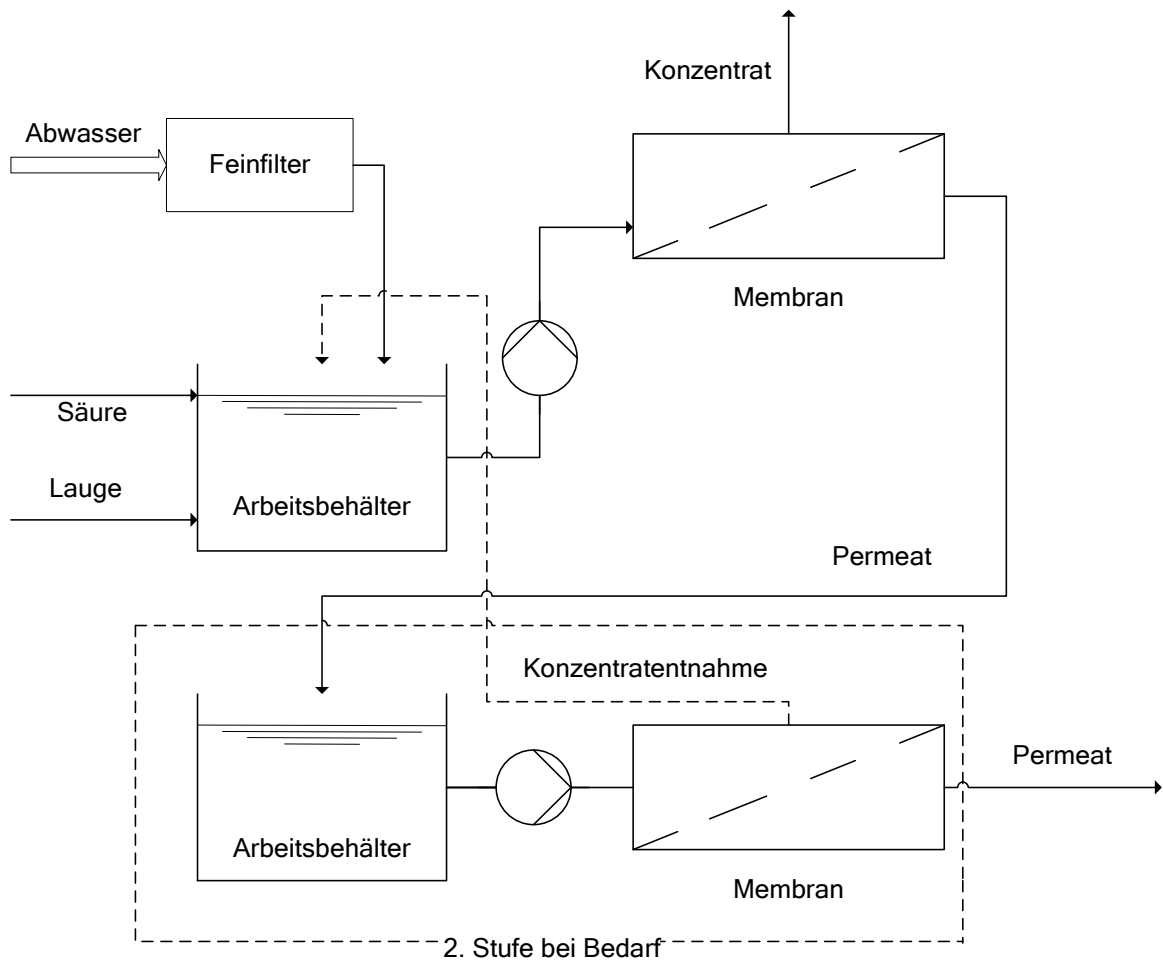 Konzentrat
Abwasser
Feinfilter
Membran
Säure
Lauge
Arbeitsbehälter
Permeat
Konzentratentnahme
Permeat
Arbeitsbehälter
Membran
2. Stufe bei Bedarf